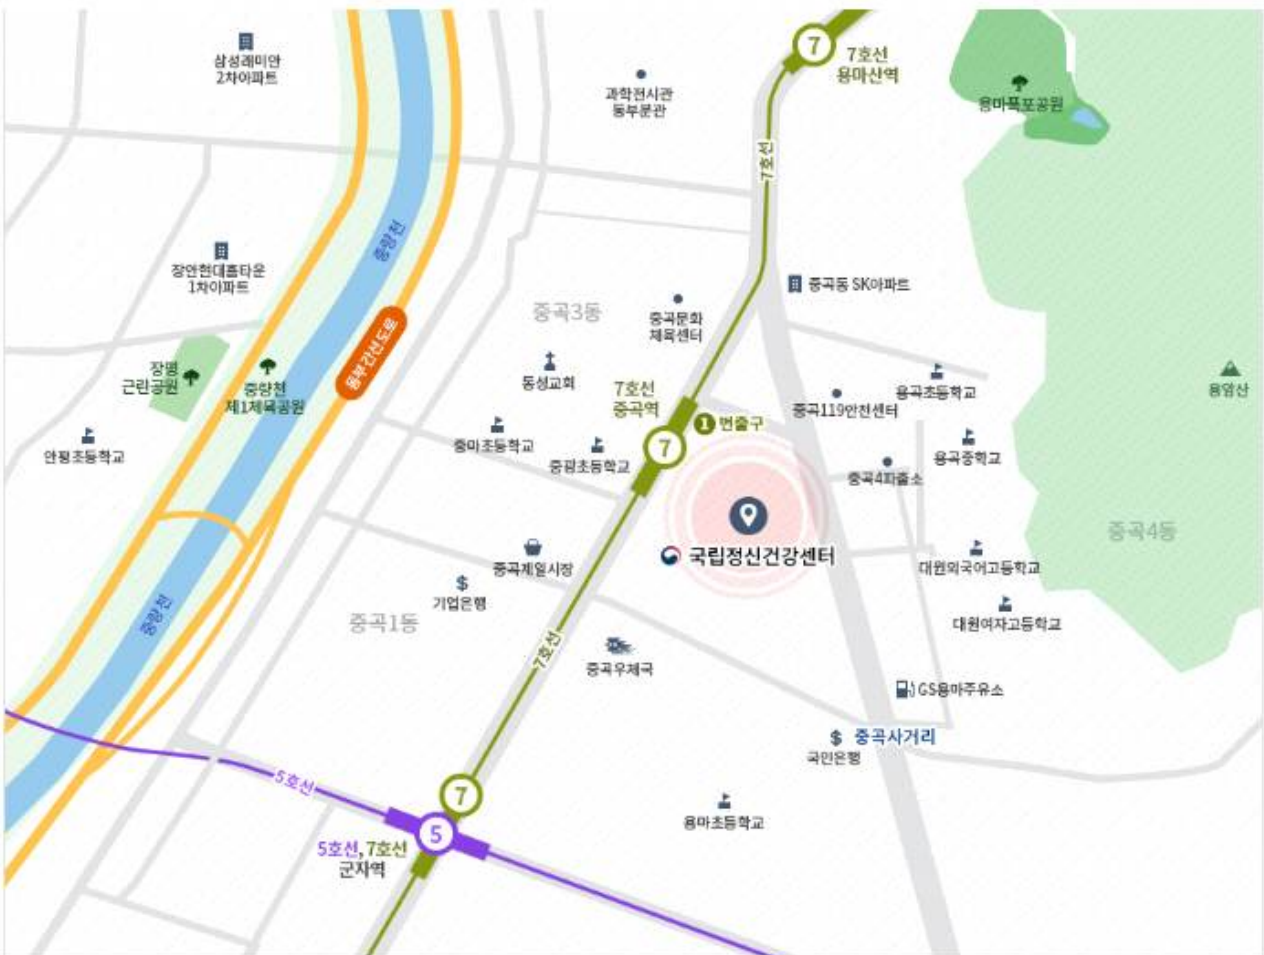 7
7호선
용마산역
삼성래미안
2차아파트
과학전시관
동부분관
용마폭포공원
7호선
중랑천
장안현대홈타운
1차아파트
중곡동 SK아파트
중곡3동
중곡문화
체육센터
동부간선도로
장평
근린공원
중랑천
제1체육공원
동성교회
7호선
중곡역
용곡초등학교
용암산
중곡119안전센터
1 번출구
안평초등학교
중마초등학교
중광초등학교
7
용곡중학교
중곡4파출소
중곡4동
국립정신건강센터
중곡제일시장
대원외국어고등학교
기업은행
중랑천
중곡1동
대원여자고등학교
7호선
중곡우체국
GS용마주유소
중곡사거리
국민은행
5호선
7
용마초등학교
5
5호선, 7호선
군자역